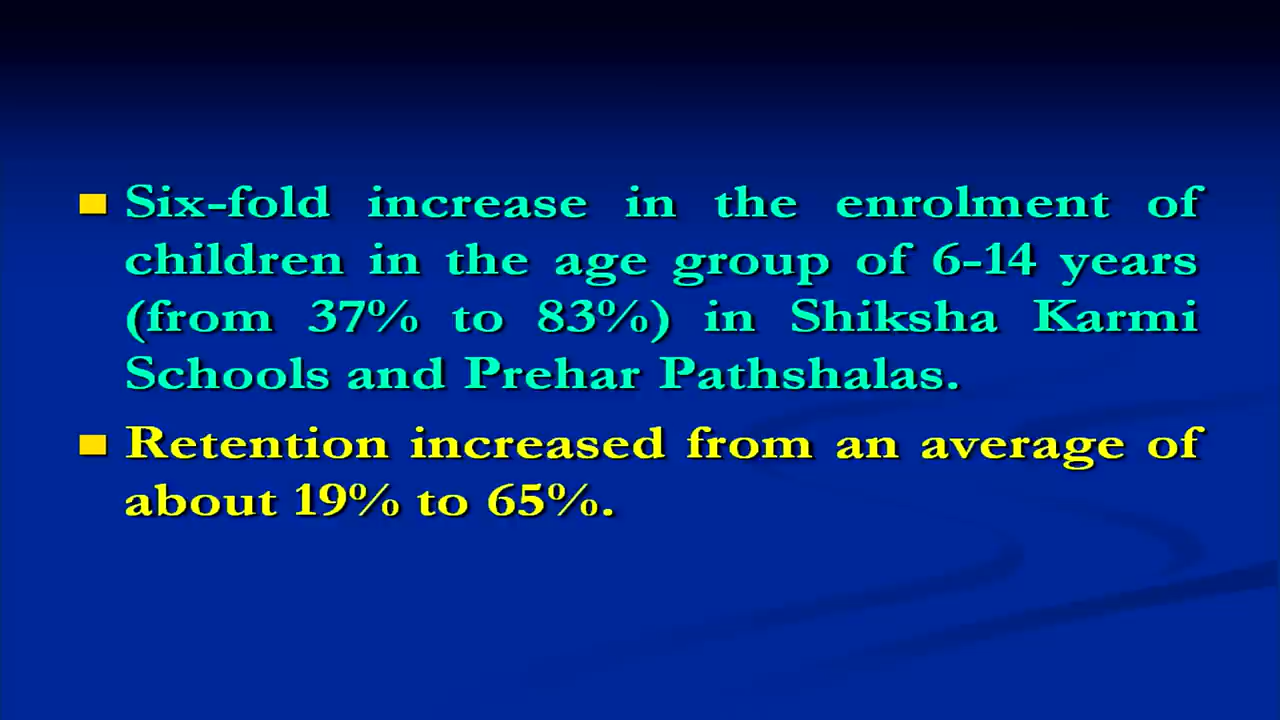 Six-fold increase in the enrolment of
children in the age group of 6-14 years
(from 37% to 83%) in Shiksha Karmi
Schools and Prehar Pathshalas.
Retention increased from an average of
about 19% to 65%.